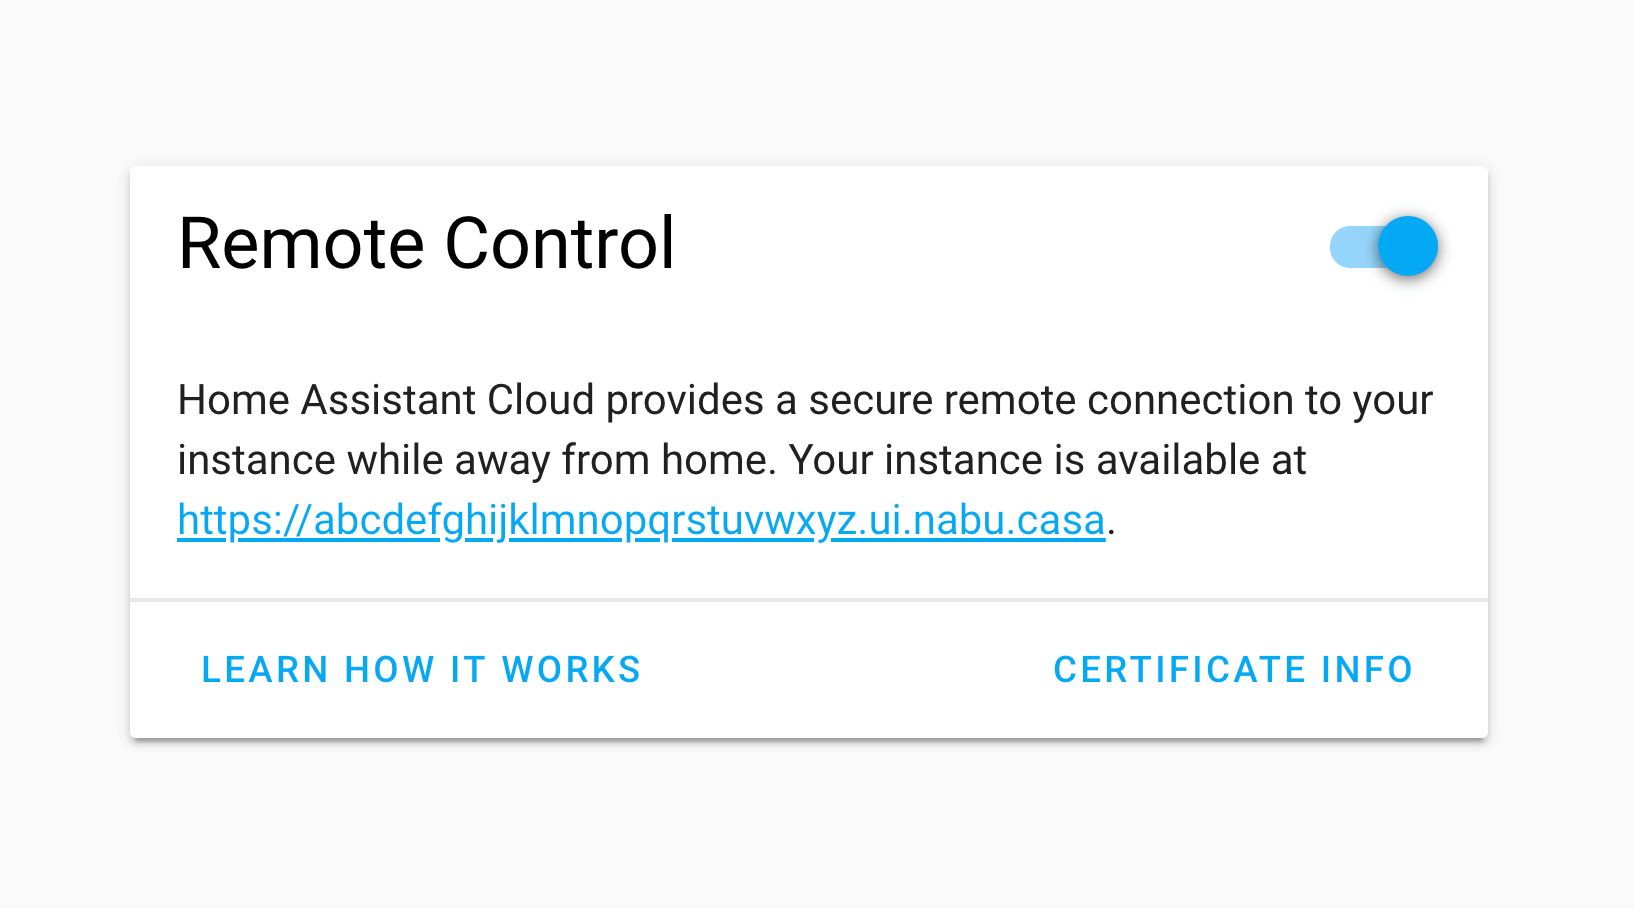 Remote Control
Home Assistant Cloud provides a secure remote connection to your
instance while away from home. Your instance is available at
https://abcdefghijklmnopqrstuvwxyz.ui.nabu.casa.
LEARN HOW IT WORKS
CERTIFICATE INFO